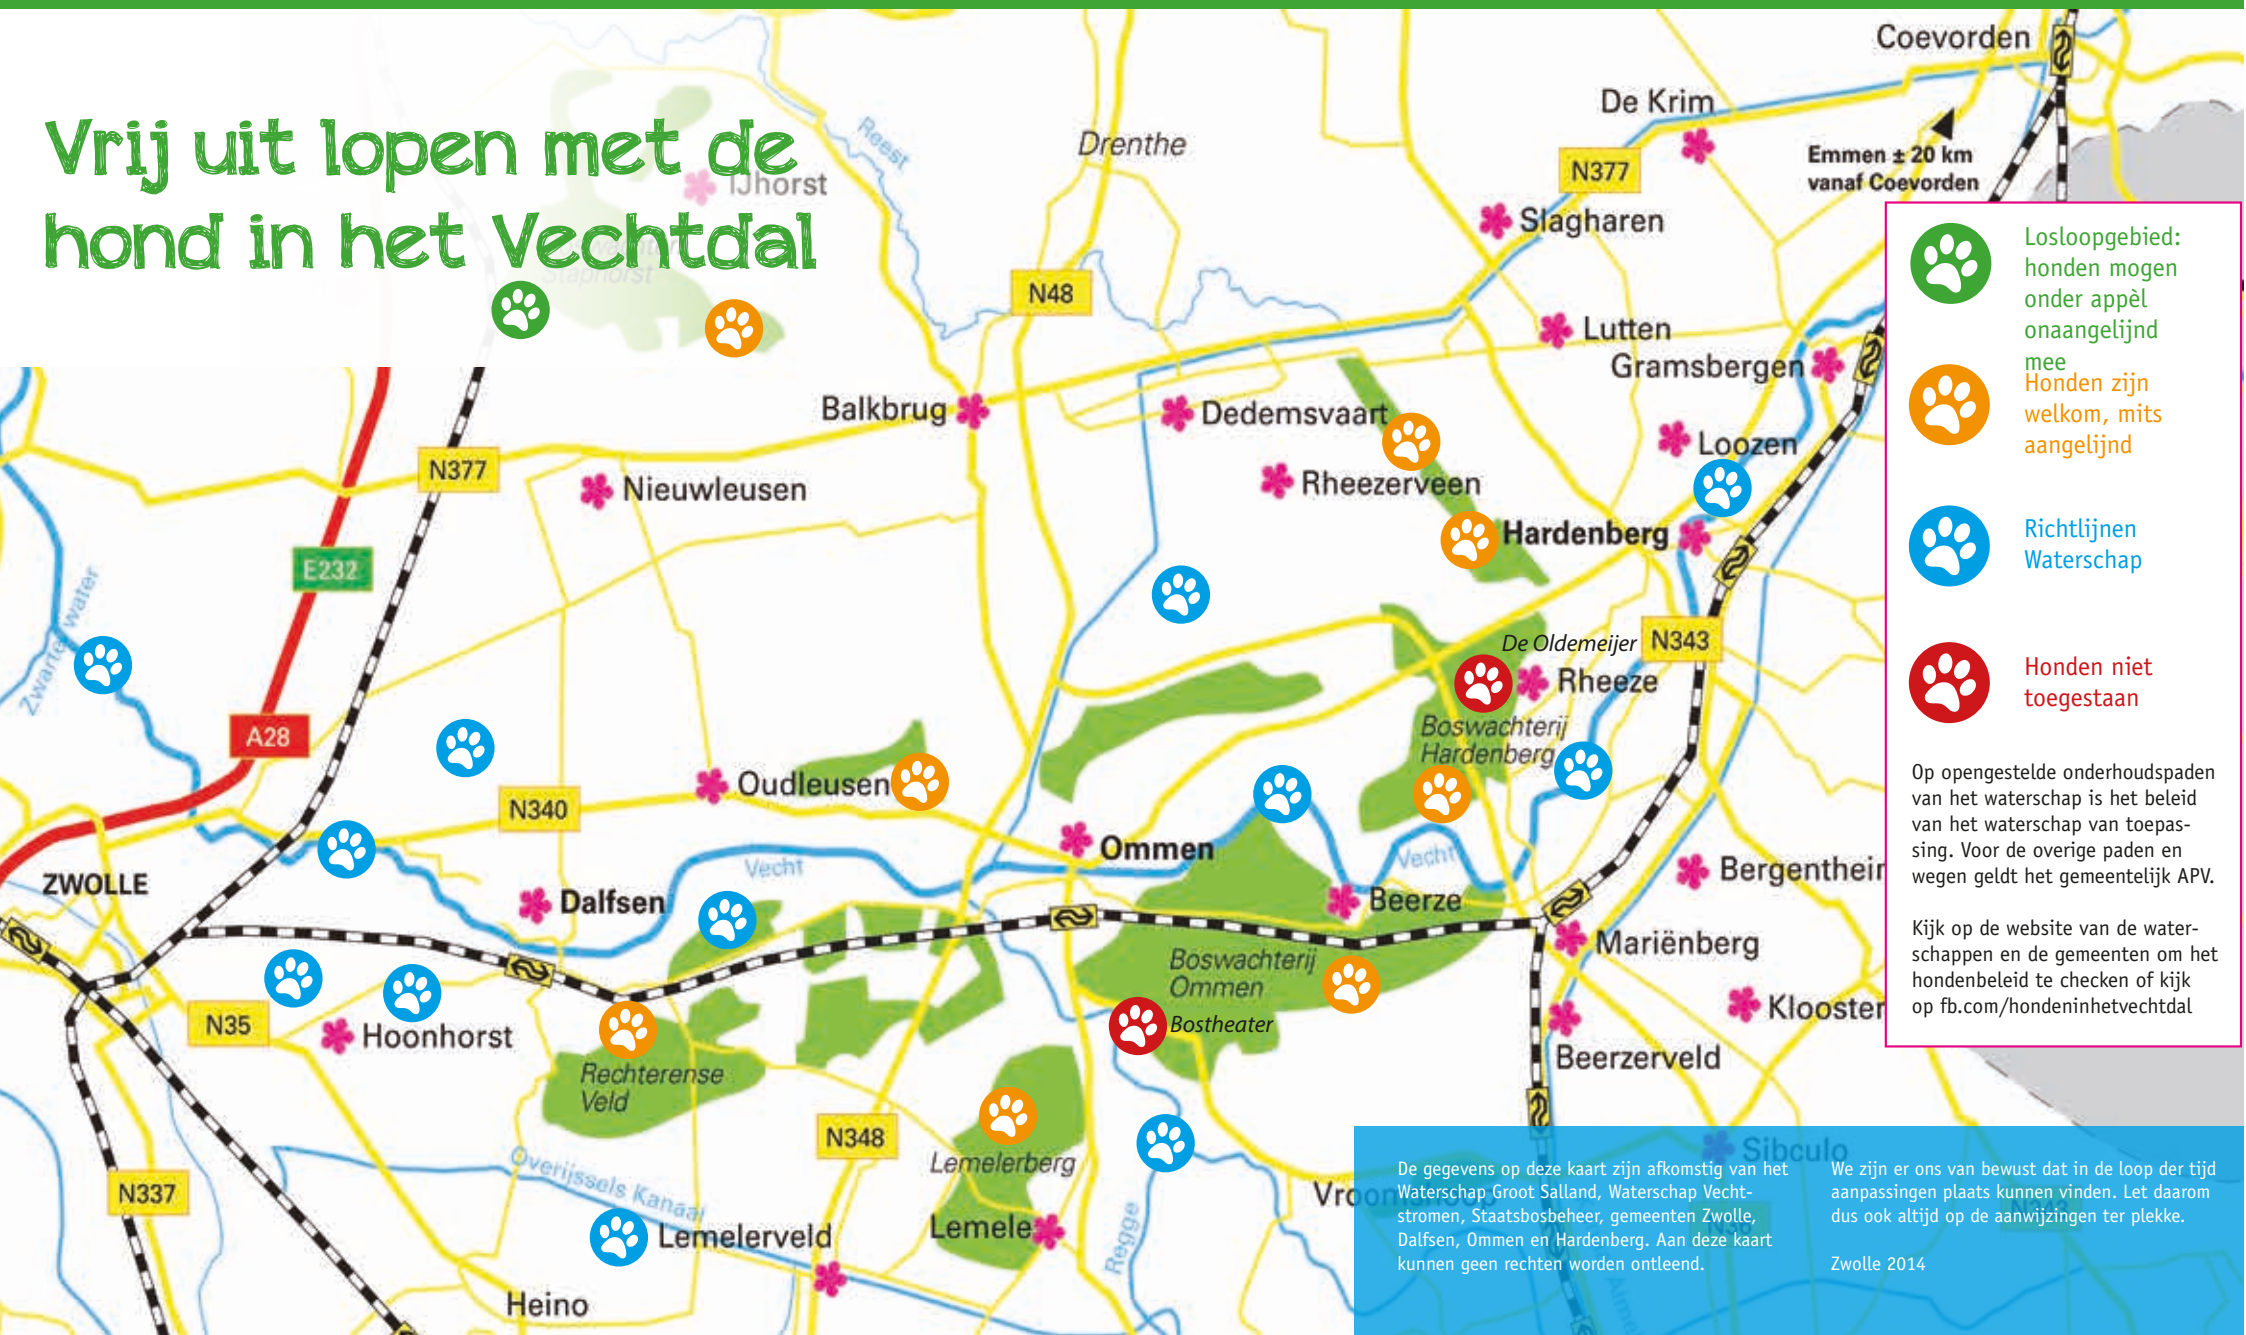 Vrij uit lopen met de
hond in het Vechtdal
Coevorden
De Krim
Drenthe
Reest
IJhorst
Staphorst
Emmen ± 20 km
vanaf Coevorden
N377
Slagharen
N48
Lutten
Gramsbergen
Balkbrug
Dedemsvaart
Loozen
N377
Nieuwleusen
Rheezerveen
Hardenberg
E232
Zwarte water
De Oldemeijer
N343
Rheeze
A28
Boswachterij
Hardenberg
Oudleusen
N340
Ommen
Vecht
Vecht
ZWOLLE
Dalfsen
Beerze
Mariënberg
Boswachterij
Ommen
Bostheater
N35
Hoonhorst
Klooster
Beerzerveld
Rechterense
Veld
N348
Lemelerberg
Overijssels Kanaal
N337
Lemelerveld
Lemele
Regge
Heino
Sibculo
Losloopgebied:
honden mogen
onder appèl
onaangelijnd
mee
Honden zijn
welkom, mits
aangelijnd
Richtlijnen
Waterschap
Honden niet
toegestaan
Op opengestelde onderhoudspaden
van het waterschap is het beleid
van het waterschap van toepas-
sing. Voor de overige paden en
wegen geldt het gemeentelijk APV.
Kijk op de website van de water-
schappen en de gemeenten om het
hondenbeleid te checken of kijk
op fb.com/hondeninhetvechtdal
De gegevens op deze kaart zijn afkomstig van het
Waterschap Groot Salland, Waterschap Vecht-
stromen, Staatsbosbeheer, gemeenten Zwolle,
Dalfsen, Ommen en Hardenberg. Aan deze kaart
kunnen geen rechten worden ontleend.
We zijn er ons van bewust dat in de loop der tijd
aanpassingen plaats kunnen vinden. Let daarom
dus ook altijd op de aanwijzingen ter plekke.
Zwolle 2014